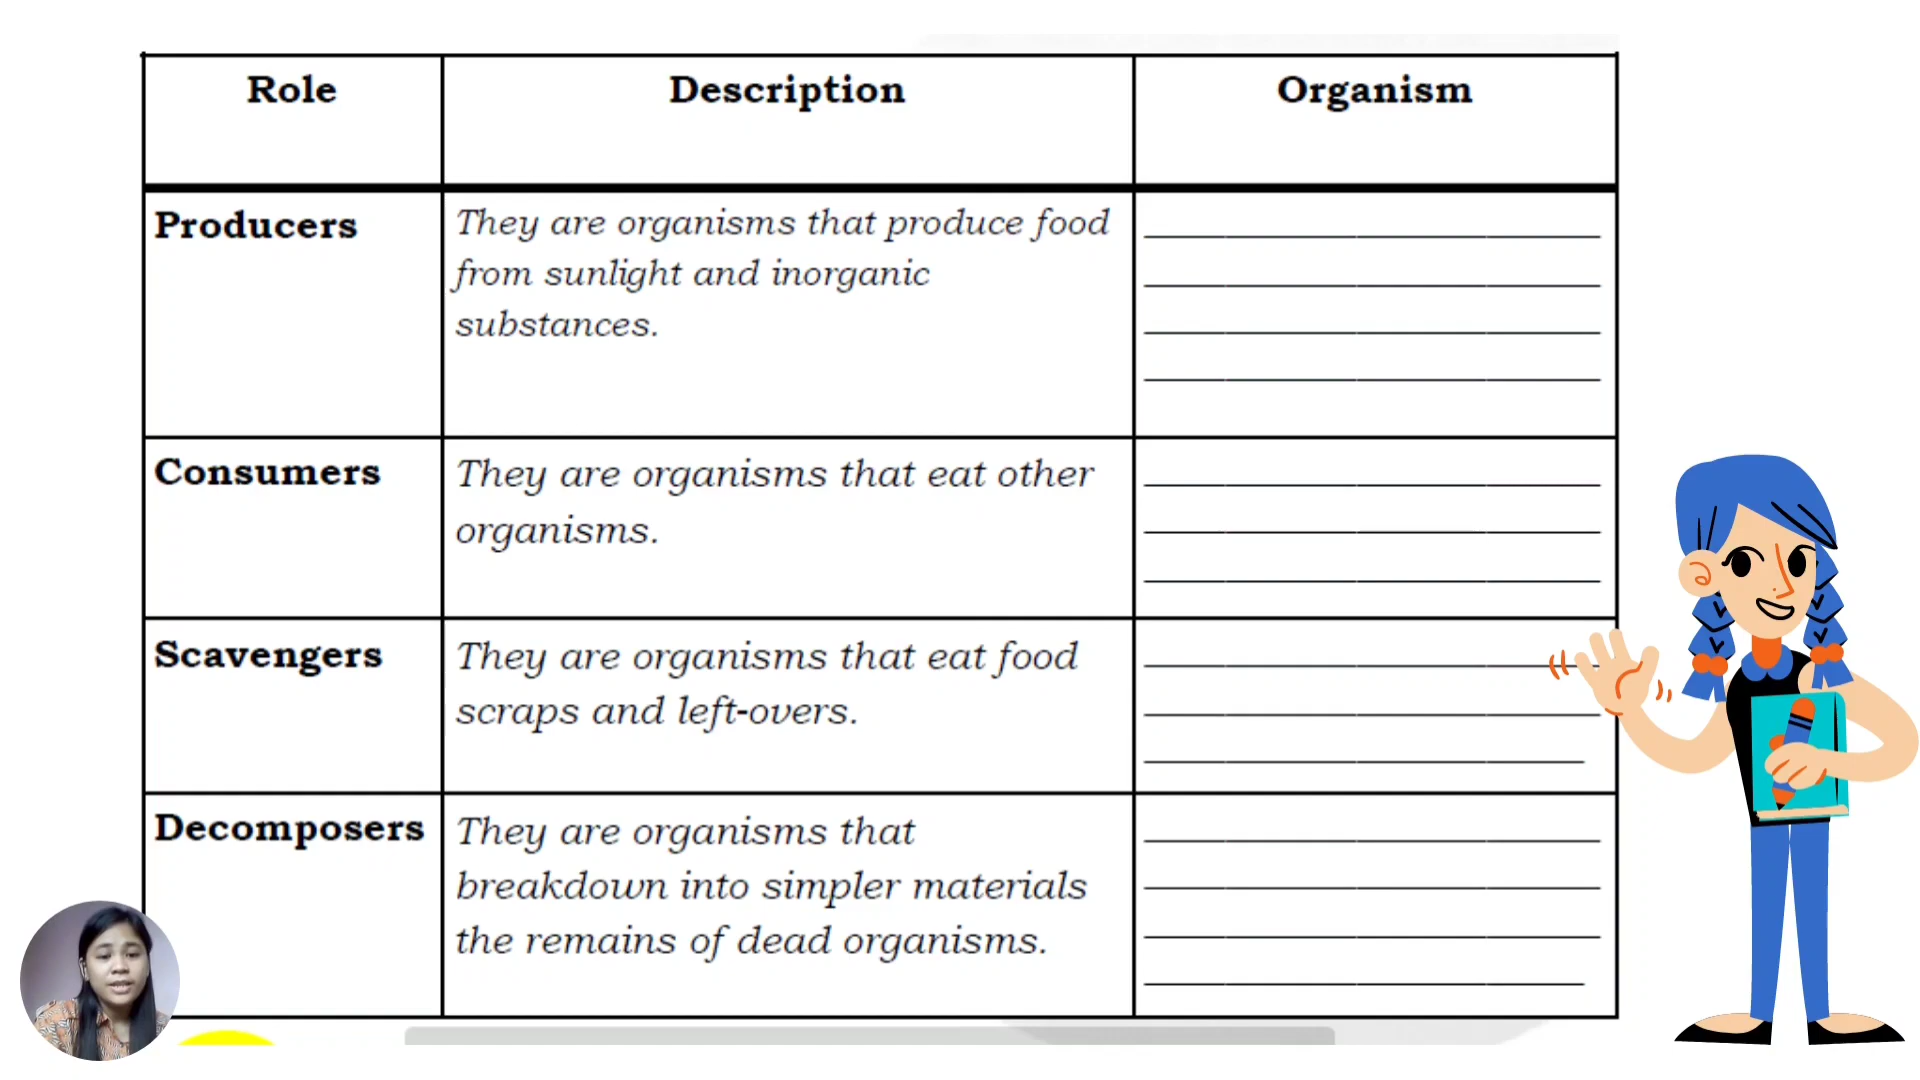 Role
Description
Organism
Producers
They are organisms that produce food
from sunlight and inorganic
substances.
Consumers
They are organisms that eat other
organisms.
Scavengers
They are organisms that eat food
scraps and left-overs.
Decomposers
They are organisms that
breakdown into simpler materials
the remains of dead organisms.